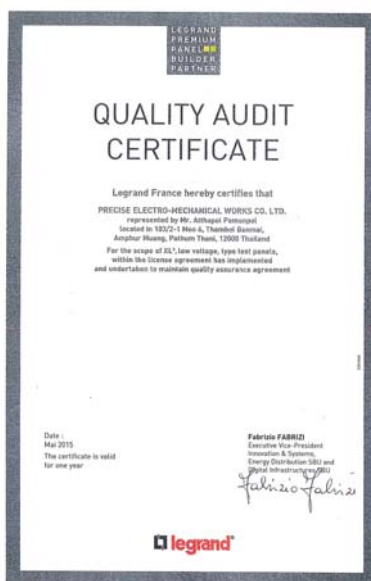 LEGRAND
PREMIUM
PANEL
BUILDER
PARTNER
QUALITY AUDIT
CERTIFICATE
Legrand France hereby certifies that
PRECISE ELECTRO-MECHANICAL WORKS CO. LTD.
represented by Mr. Atthapol Pamonpol
located in 183/2-1 Moo 6, Thambol Bannai,
Amphur Muang, Pathum Thani, 12000 Thailand
For the scope of XL³, low voltage, type test panels,
within the license agreement has implemented
and undertaken to maintain quality assurance agreement
Date :
Mai 2015
The certificate is valid
for one year
Fabrizio FABRIZI
Executive Vice-President
Innovation & Systems,
Energy Distribution SBU and
Digital Infrastructures SBU
Fabrizio Fabrizi
legrand®